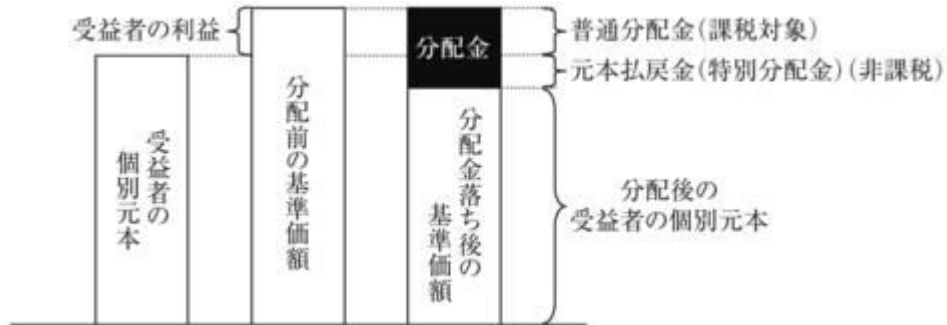 受益者の利益
分配金
普通分配金(課税対象)
元本払戻金(特別分配金)(非課税)
受益者の
個別元本
分配前の基準価額
分配金落ち後の
基準価額
分配後の
受益者の個別元本